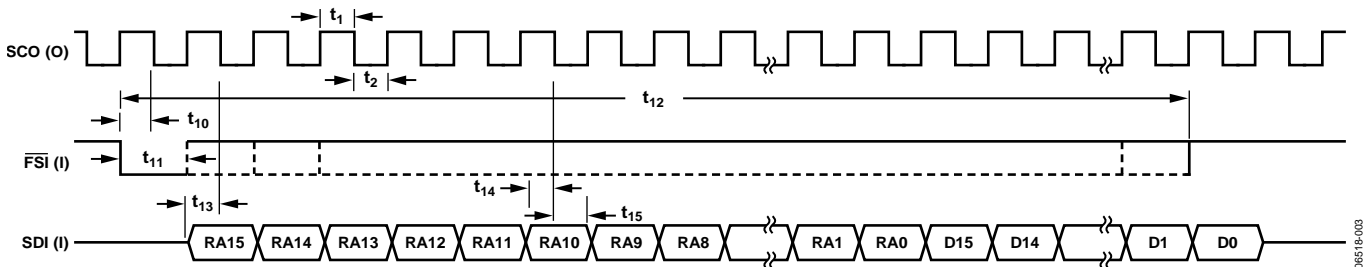 t1
SCO (O)
t2
t12
t10
FSI (I)
t11
t14
t13
t15
SDI (I)
RA15 RA14 RA13 RA12 RA11 RA10 RA9 RA8 RA1 RA0 D15 D14 D1 D0
06518-003